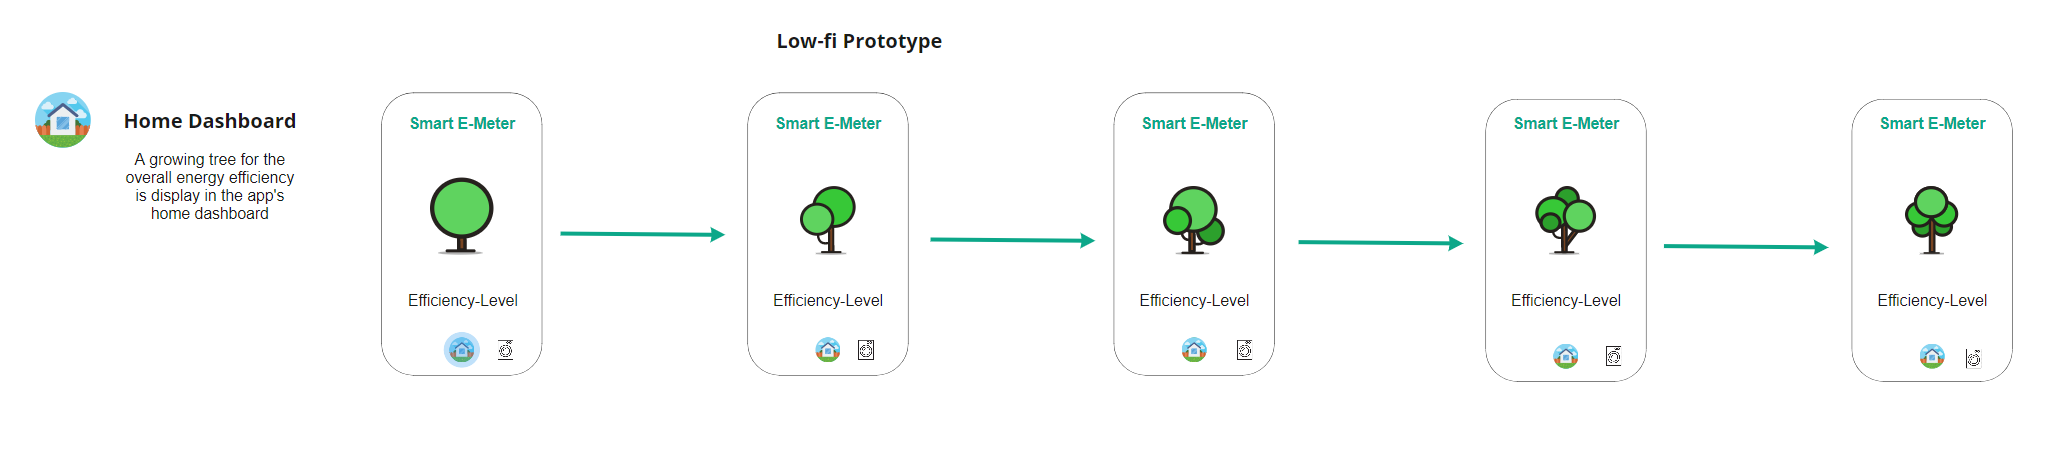 Low-fi Prototype
Home Dashboard
A growing tree for the
overall energy efficiency
is display in the app's
home dashboard
Smart E-Meter
Efficiency-Level
Smart E-Meter
Efficiency-Level
Smart E-Meter
Efficiency-Level
Smart E-Meter
Efficiency-Level
Smart E-Meter
Efficiency-Level